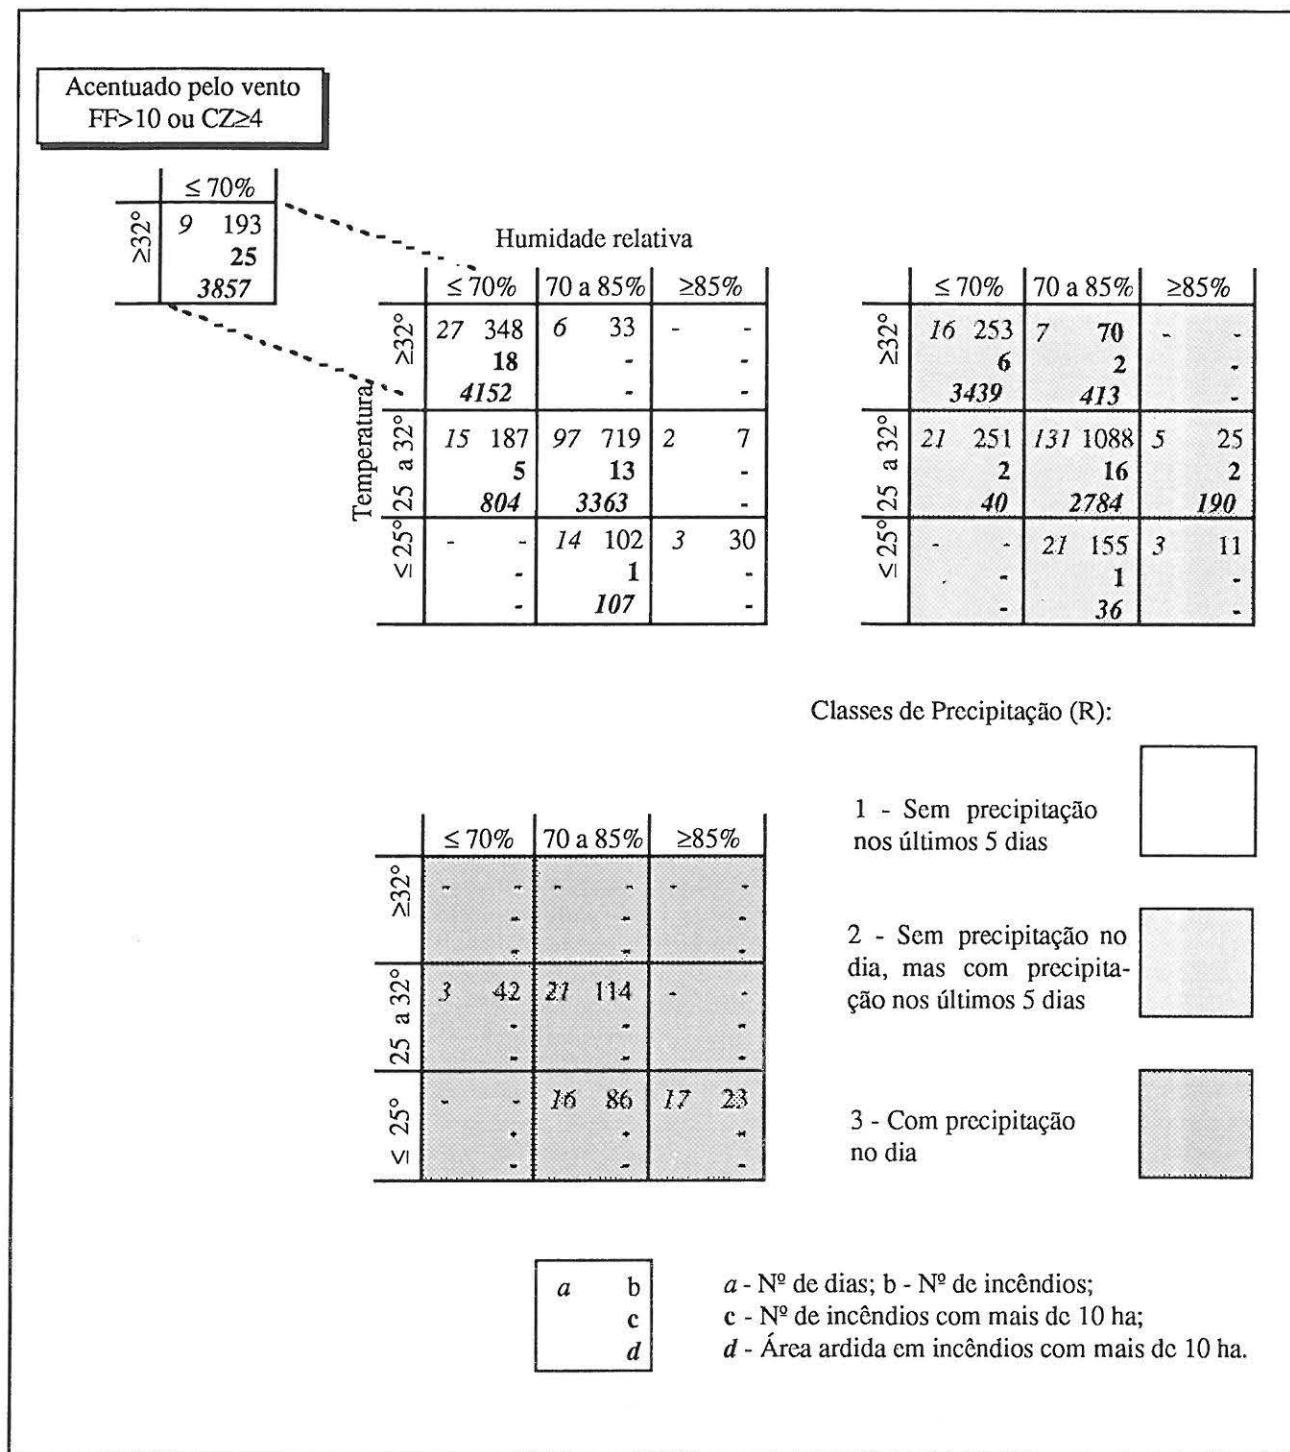 Acentuado pelo vento
FF>10 ou CZ≥4
≤ 70%
≥32°
9 193
25
3857
Humidade relativa
Temperatura
≤ 70% 70 a 85% ≥85%
≥32°
27 348 6 33 - -
18 - -
4152 - -
25 a 32°
15 187 97 719 2 7
5 13 -
804 3363 -
≤ 25°
- - 14 102 3 30
- 1 -
- 107 -
≤ 70% 70 a 85% ≥85%
≥32°
16 253 7 70 - -
6 2 -
3439 413 -
25 a 32°
21 251 131 1088 5 25
2 16 2
40 2784 190
≤ 25°
- - 21 155 3 11
- 1 -
- 36 -
Classes de Precipitação (R):
1 - Sem precipitação
nos últimos 5 dias
2 - Sem precipitação no
dia, mas com precipita-
ção nos últimos 5 dias
3 - Com precipitação
no dia
≤ 70% 70 a 85% ≥85%
≥32°
- - - - - -
- - -
- - -
25 a 32°
3 42 21 114 - -
- - -
- - -
≤ 25°
- - 16 86 17 23
- - -
- - -
a b
c
d
a - Nº de dias; b - Nº de incêndios;
c - Nº de incêndios com mais de 10 ha;
d - Área ardida em incêndios com mais de 10 ha.